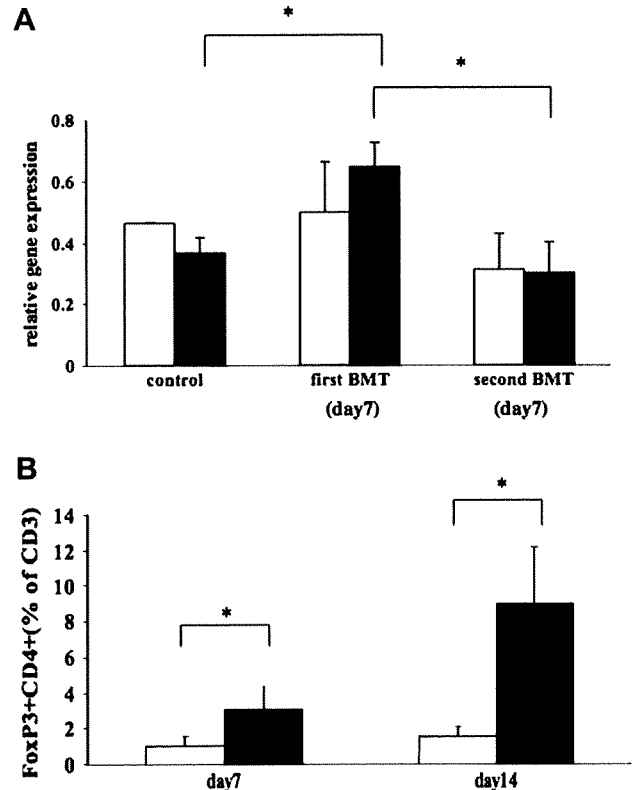 A
*
*
relative gene expression
0.8
0.6
0.4
0.2
0
control first BMT second BMT
(day7) (day7)
B
*
*
FoxP3+CD4+(% of CD3)
14
12
10
8
6
4
2
0
day7 day14